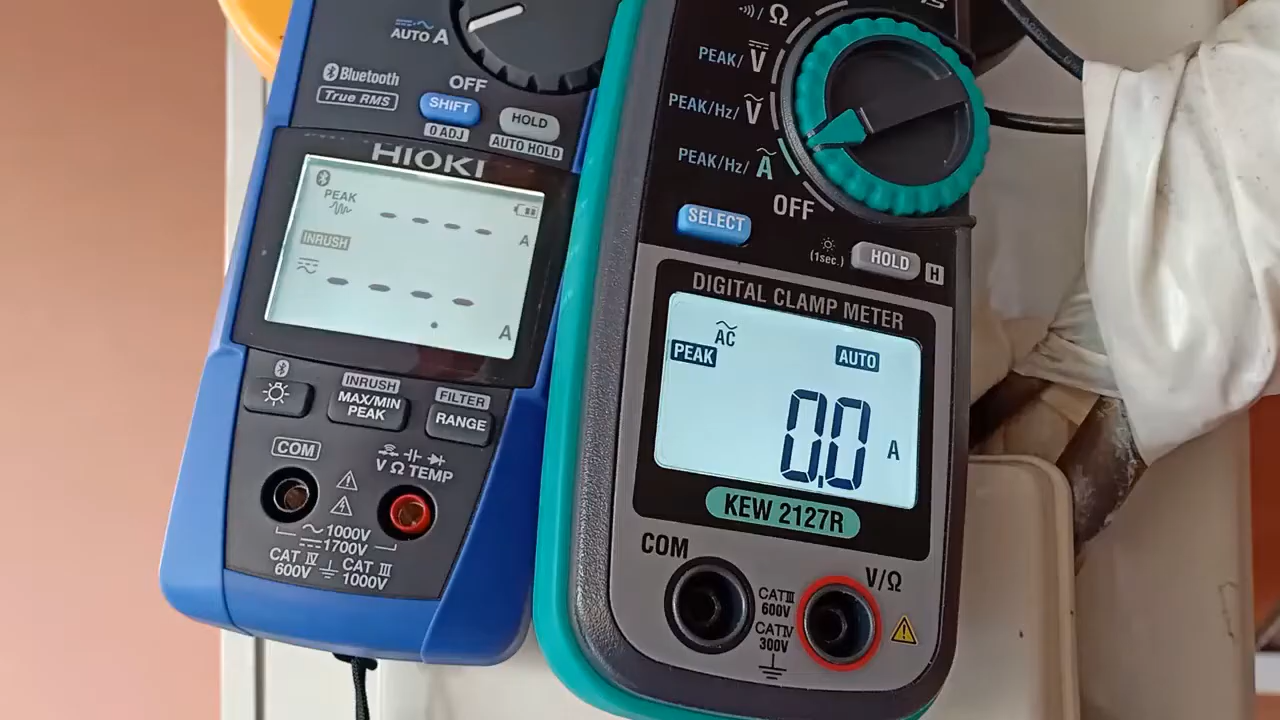 AUTO A
Bluetooth
True RMS
OFF
SHIFT
0 ADJ
HOLD
AUTO HOLD
HIOKI
PEAK
- - - - A
INRUSH
- - - -
. A
INRUSH
MAX/MIN
PEAK
FILTER
RANGE
COM
V Ω TEMP
~ 1000V
1700V
CAT Ⅳ
600V
CAT Ⅲ
1000V
Ω
PEAK/ V
PEAK/Hz/ V
PEAK/Hz/ A
OFF
SELECT
(1sec.)
HOLD
H
DIGITAL CLAMP METER
AC
PEAK
AUTO
0.0 A
KEW 2127R
COM
V/Ω
CAT Ⅲ
600V
CAT Ⅳ
300V